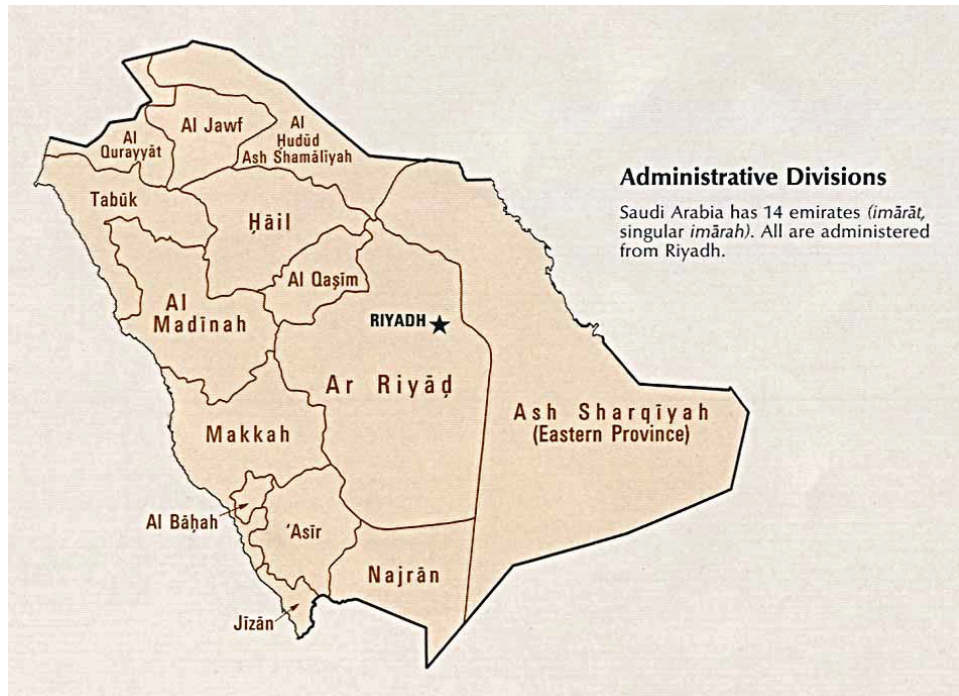 Al
Qurayyāt
Al Jawf
Al
Ḥudūd
Ash Shamālīyah
Tabūk
Ḥāil
Al Qaṣīm
Al
Madīnah
RIYADH
Ar Riyāḍ
Makkah
Ash Sharqīyah
(Eastern Province)
Al Bāḥah
‘Asīr
Najrān
Jīzān
Administrative Divisions
Saudi Arabia has 14 emirates (imārāt,
singular imārah). All are administered
from Riyadh.